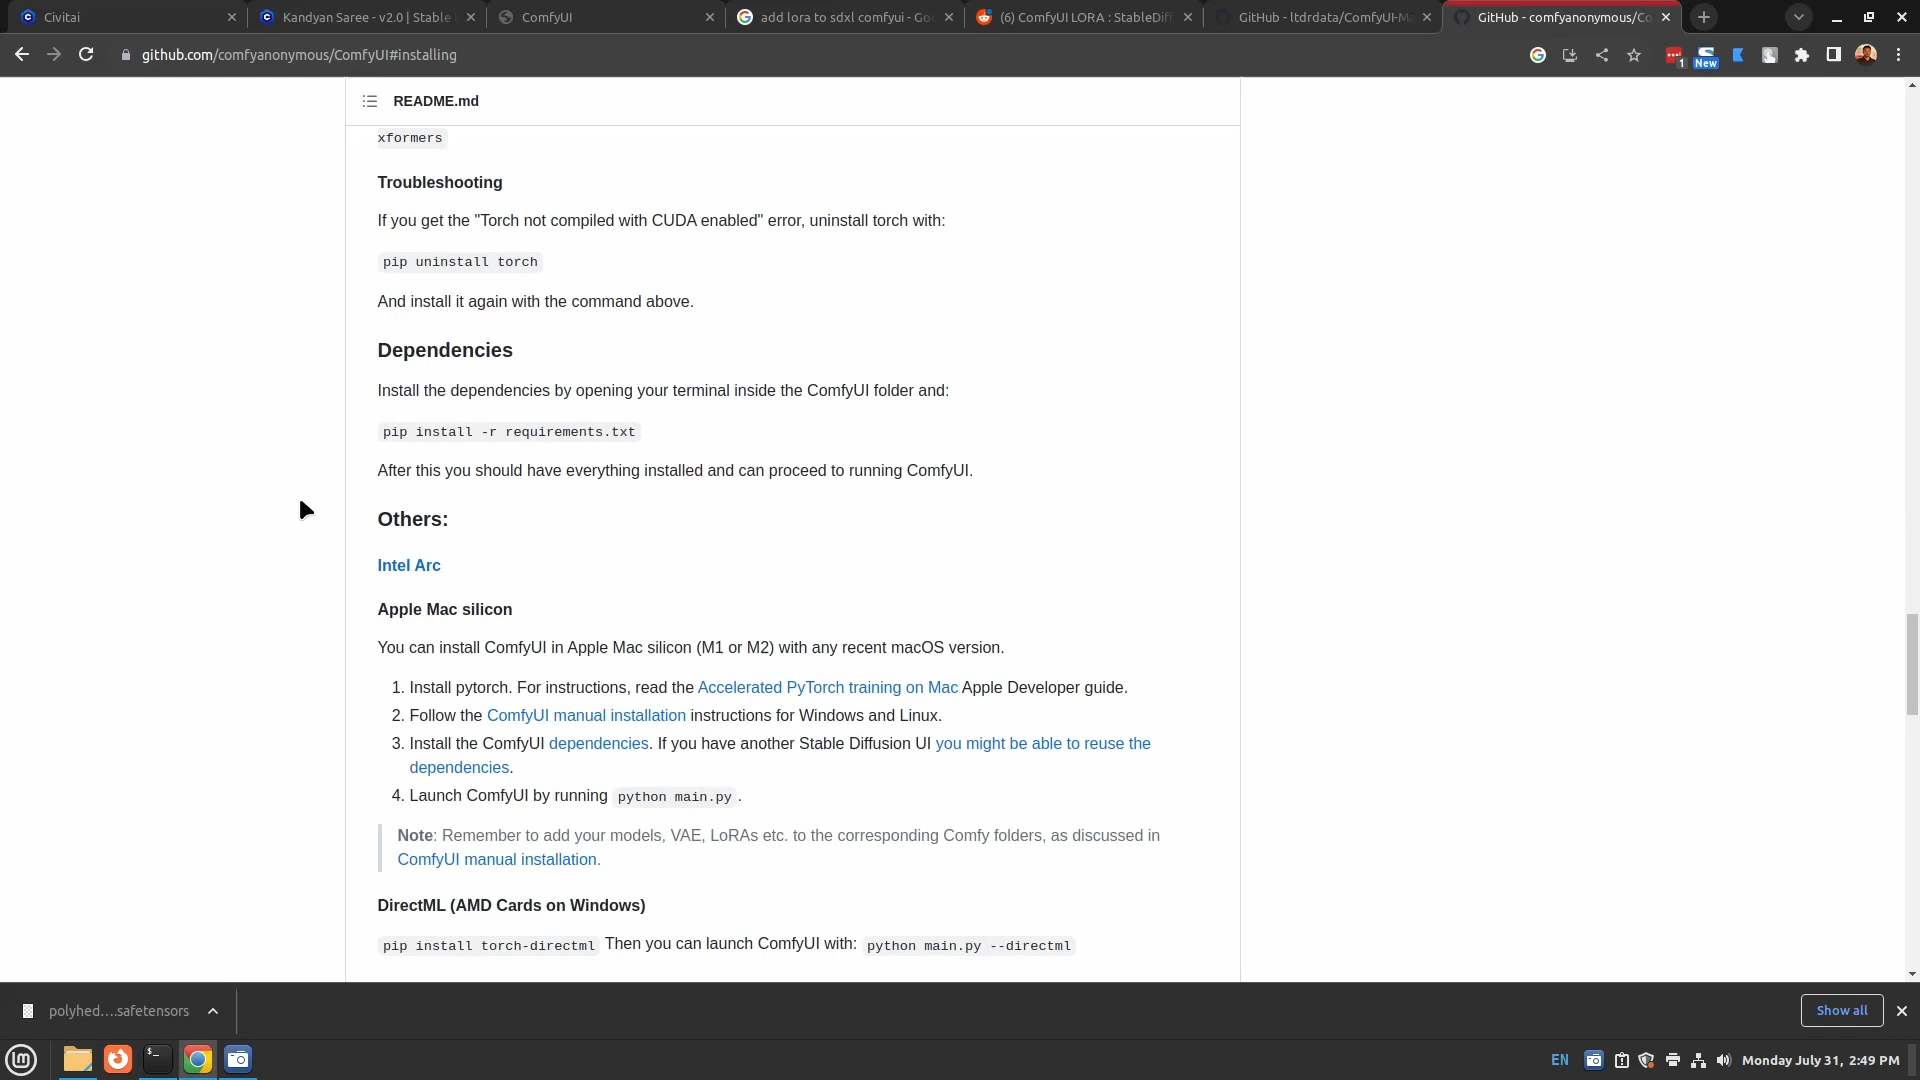 Civitai
Kandyan Saree - v2.0 | Stable
ComfyUI
add lora to sdxl comfyui - Go
(6) ComfyUI LORA : StableDiff
GitHub - ltdrdata/ComfyUI-M
GitHub - comfyanonymous/Co
github.com/comfyanonymous/ComfyUI#installing
1
New
README.md
xformers
Troubleshooting
If you get the "Torch not compiled with CUDA enabled" error, uninstall torch with:
pip uninstall torch
And install it again with the command above.
Dependencies
Install the dependencies by opening your terminal inside the ComfyUI folder and:
pip install -r requirements.txt
After this you should have everything installed and can proceed to running ComfyUI.
Others:
Intel Arc
Apple Mac silicon
You can install ComfyUI in Apple Mac silicon (M1 or M2) with any recent macOS version.
1. Install pytorch. For instructions, read the Accelerated PyTorch training on Mac Apple Developer guide.
2. Follow the ComfyUI manual installation instructions for Windows and Linux.
3. Install the ComfyUI dependencies. If you have another Stable Diffusion UI you might be able to reuse the
dependencies.
4. Launch ComfyUI by running python main.py.
Note: Remember to add your models, VAE, LoRAs etc. to the corresponding Comfy folders, as discussed in
ComfyUI manual installation.
DirectML (AMD Cards on Windows)
pip install torch-directml Then you can launch ComfyUI with: python main.py --directml
polyhed....safetensors
Show all
EN
Monday July 31, 2:49 PM